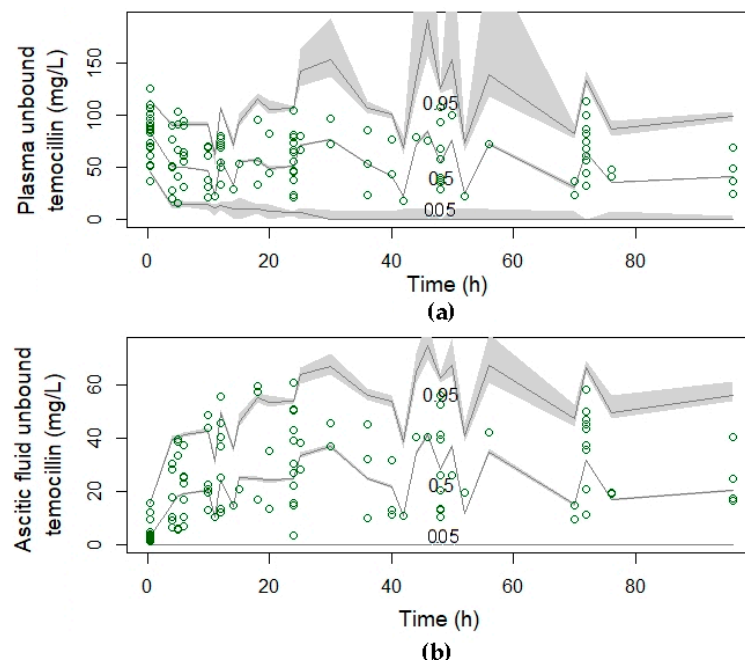 Plasma unbound
temocillin (mg/L)
150
100
50
0
0.95
0.5
0.05
0 20 40 60 80
Time (h)
(a)
Ascitic fluid unbound
temocillin (mg/L)
60
40
20
0
0.95
0.5
0.05
0 20 40 60 80
Time (h)
(b)